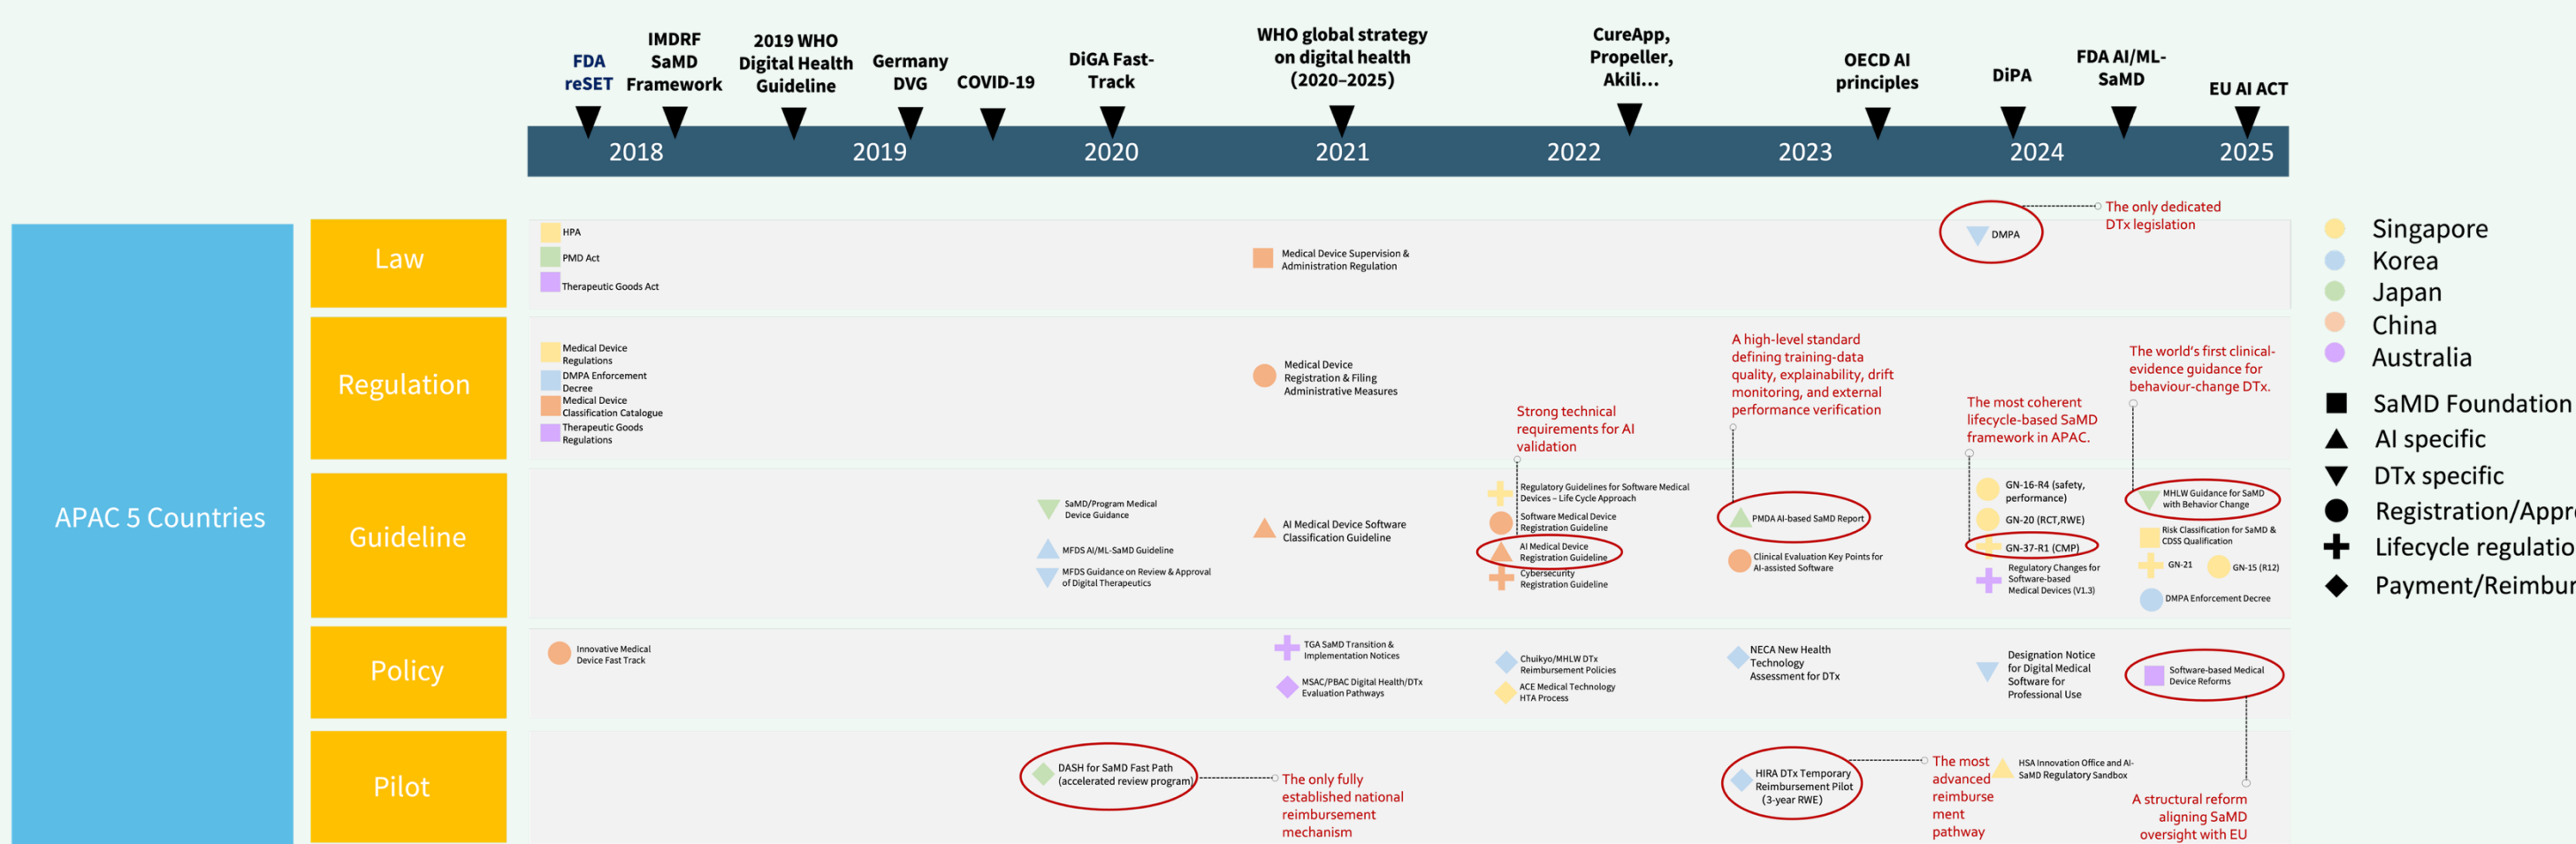 FDA
reSET
IMDRF
SaMD
Framework
2019 WHO
Digital Health
Guideline
Germany
DVG
COVID-19
DiGA Fast-
Track
WHO global strategy
on digital health
(2020–2025)
CureApp,
Propeller,
Akili...
OECD AI
principles
DiPA
FDA AI/ML-
SaMD
EU AI ACT
2018
2019
2020
2021
2022
2023
2024
2025
APAC 5 Countries
Law
HPA
PMD Act
Therapeutic Goods Act
Medical Device Supervision &
Administration Regulation
DMPA
The only dedicated
DTx legislation
Regulation
Medical Device
Regulations
DMPA Enforcement
Decree
Medical Device
Classification Catalogue
Therapeutic Goods
Regulations
Medical Device
Registration & Filing
Administrative Measures
Strong technical
requirements for AI
validation
A high-level standard
defining training-data
quality, explainability, drift
monitoring, and external
performance verification
The most coherent
lifecycle-based SaMD
framework in APAC.
The world's first clinical-
evidence guidance for
behaviour-change DTx.
Guideline
SaMD/Program Medical
Device Guidance
MFDS AI/ML-SaMD Guideline
MFDS Guidance on Review & Approval
of Digital Therapeutics
AI Medical Device Software
Classification Guideline
Regulatory Guidelines for Software Medical
Devices – Life Cycle Approach
Software Medical Device
Registration Guideline
AI Medical Device
Registration Guideline
Cybersecurity
Registration Guideline
PMDA AI-based SaMD Report
Clinical Evaluation Key Points for
AI-assisted Software
GN-16-R4 (safety,
performance)
GN-20 (RCT,RWE)
GN-37-R1 (CMP)
Regulatory Changes for
Software-based
Medical Devices (V1.3)
MHLW Guidance for SaMD
with Behavior Change
Risk Classification for SaMD &
CDSS Qualification
GN-21
GN-15 (R12)
DMPA Enforcement Decree
Policy
Innovative Medical
Device Fast Track
TGA SaMD Transition &
Implementation Notices
MSAC/PBAC Digital Health/DTx
Evaluation Pathways
Chuikyo/MHLW DTx
Reimbursement Policies
ACE Medical Technology
HTA Process
NECA New Health
Technology
Assessment for DTx
Designation Notice
for Digital Medical
Software for
Professional Use
Software-based Medical
Device Reforms
Pilot
DASH for SaMD Fast Path
(accelerated review program)
The only fully
established national
reimbursement
mechanism
HIRA DTx Temporary
Reimbursement Pilot
(3-year RWE)
The most
advanced
reimburse
ment
pathway
HSA Innovation Office and AI-
SaMD Regulatory Sandbox
A structural reform
aligning SaMD
oversight with EU
Singapore
Korea
Japan
China
Australia
SaMD Foundation
AI specific
DTx specific
Registration/Appr
Lifecycle regulatio
Payment/Reimbur